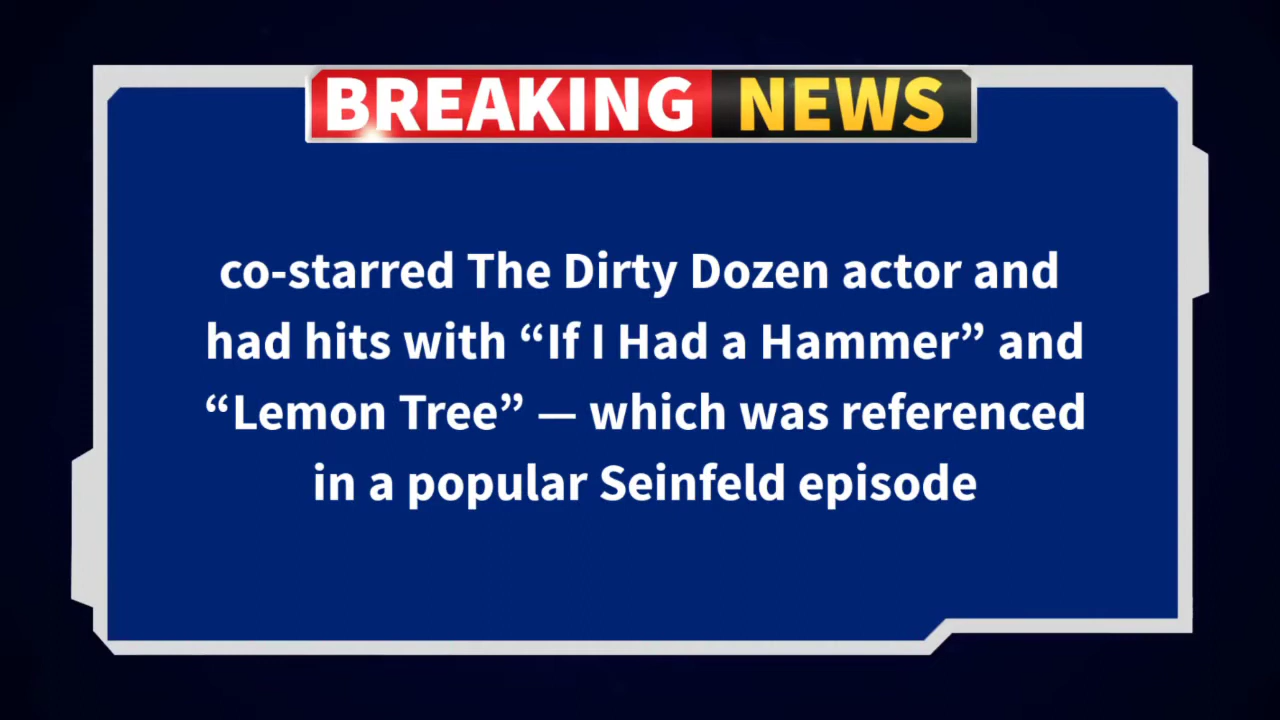 BREAKING NEWS
co-starred The Dirty Dozen actor and
had hits with “If I Had a Hammer” and
“Lemon Tree” — which was referenced
in a popular Seinfeld episode